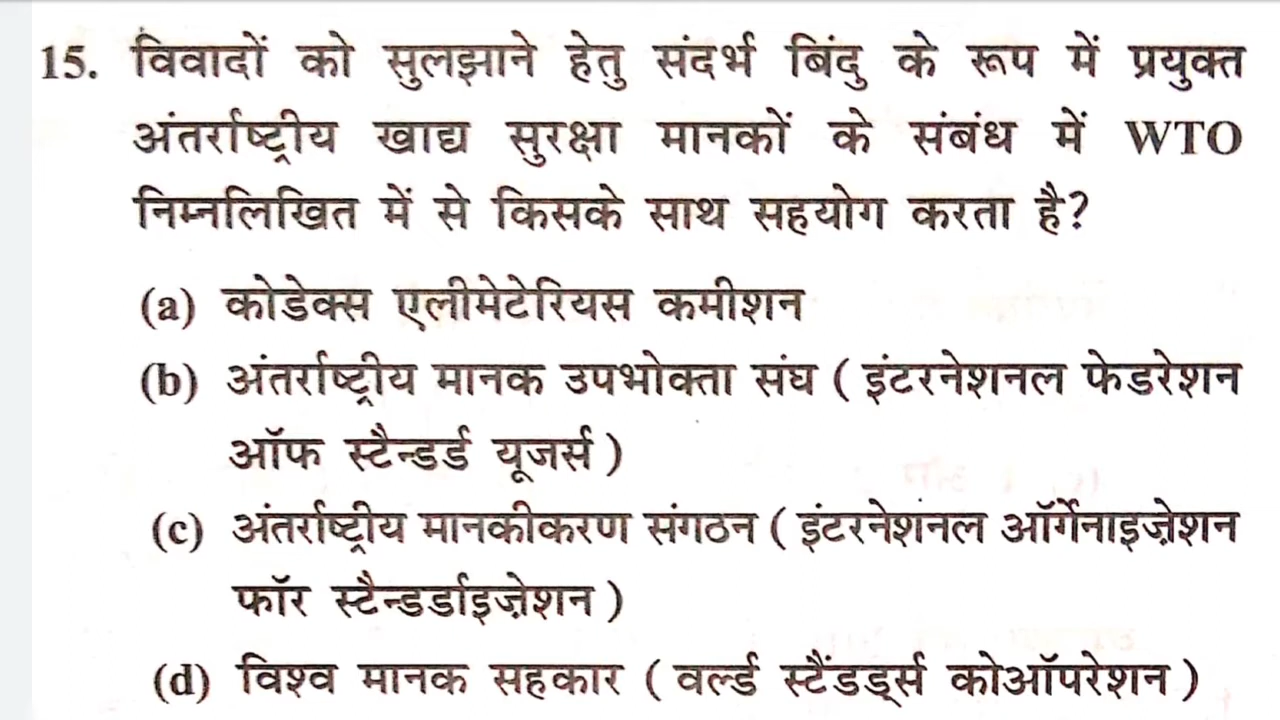 15. विवादों को सुलझाने हेतु संदर्भ बिंदु के रूप में प्रयुक्त
अंतर्राष्ट्रीय खाद्य सुरक्षा मानकों के संबंध में WTO
निम्नलिखित में से किसके साथ सहयोग करता है?
(a) कोडेक्स एलीमेटेरियस कमीशन
(b) अंतर्राष्ट्रीय मानक उपभोक्ता संघ ( इंटरनेशनल फेडरेशन
ऑफ स्टैन्डर्ड यूजर्स )
(c) अंतर्राष्ट्रीय मानकीकरण संगठन ( इंटरनेशंनल ऑर्गेनाइज़ेशन
फॉर स्टैन्डर्डाइज़ेशन )
(d) विश्व मानक सहकार ( वर्ल्ड स्टैंडर्ड्स कोऑपरेशन )